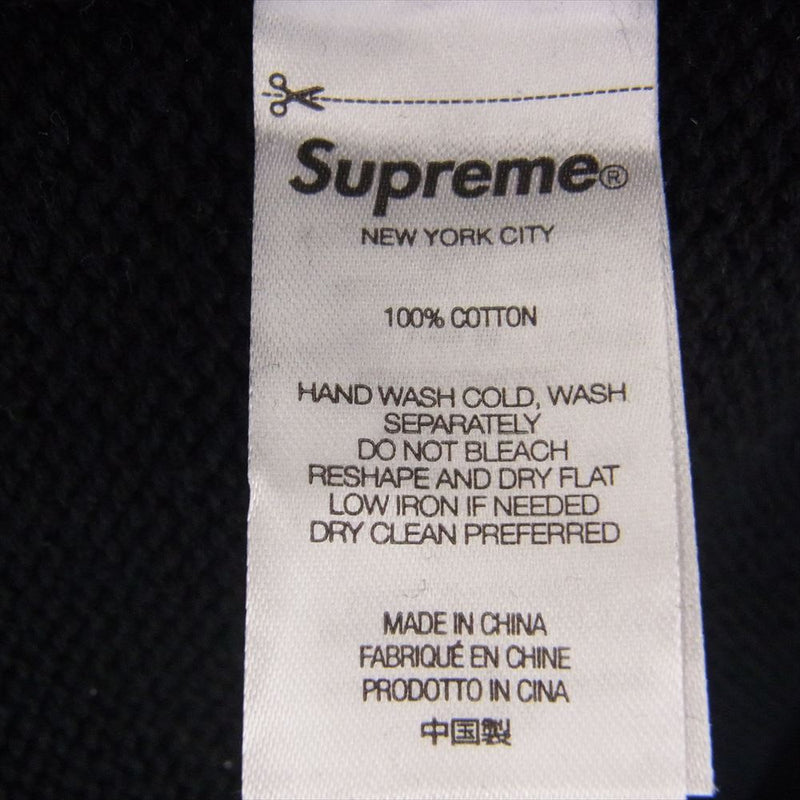 Supreme®
NEW YORK CITY
100% COTTON
HAND WASH COLD, WASH
SEPARATELY
DO NOT BLEACH
RESHAPE AND DRY FLAT
LOW IRON IF NEEDED
DRY CLEAN PREFERRED
MADE IN CHINA
FABRIQUÉ EN CHINE
PRODOTTO IN CINA
中国製